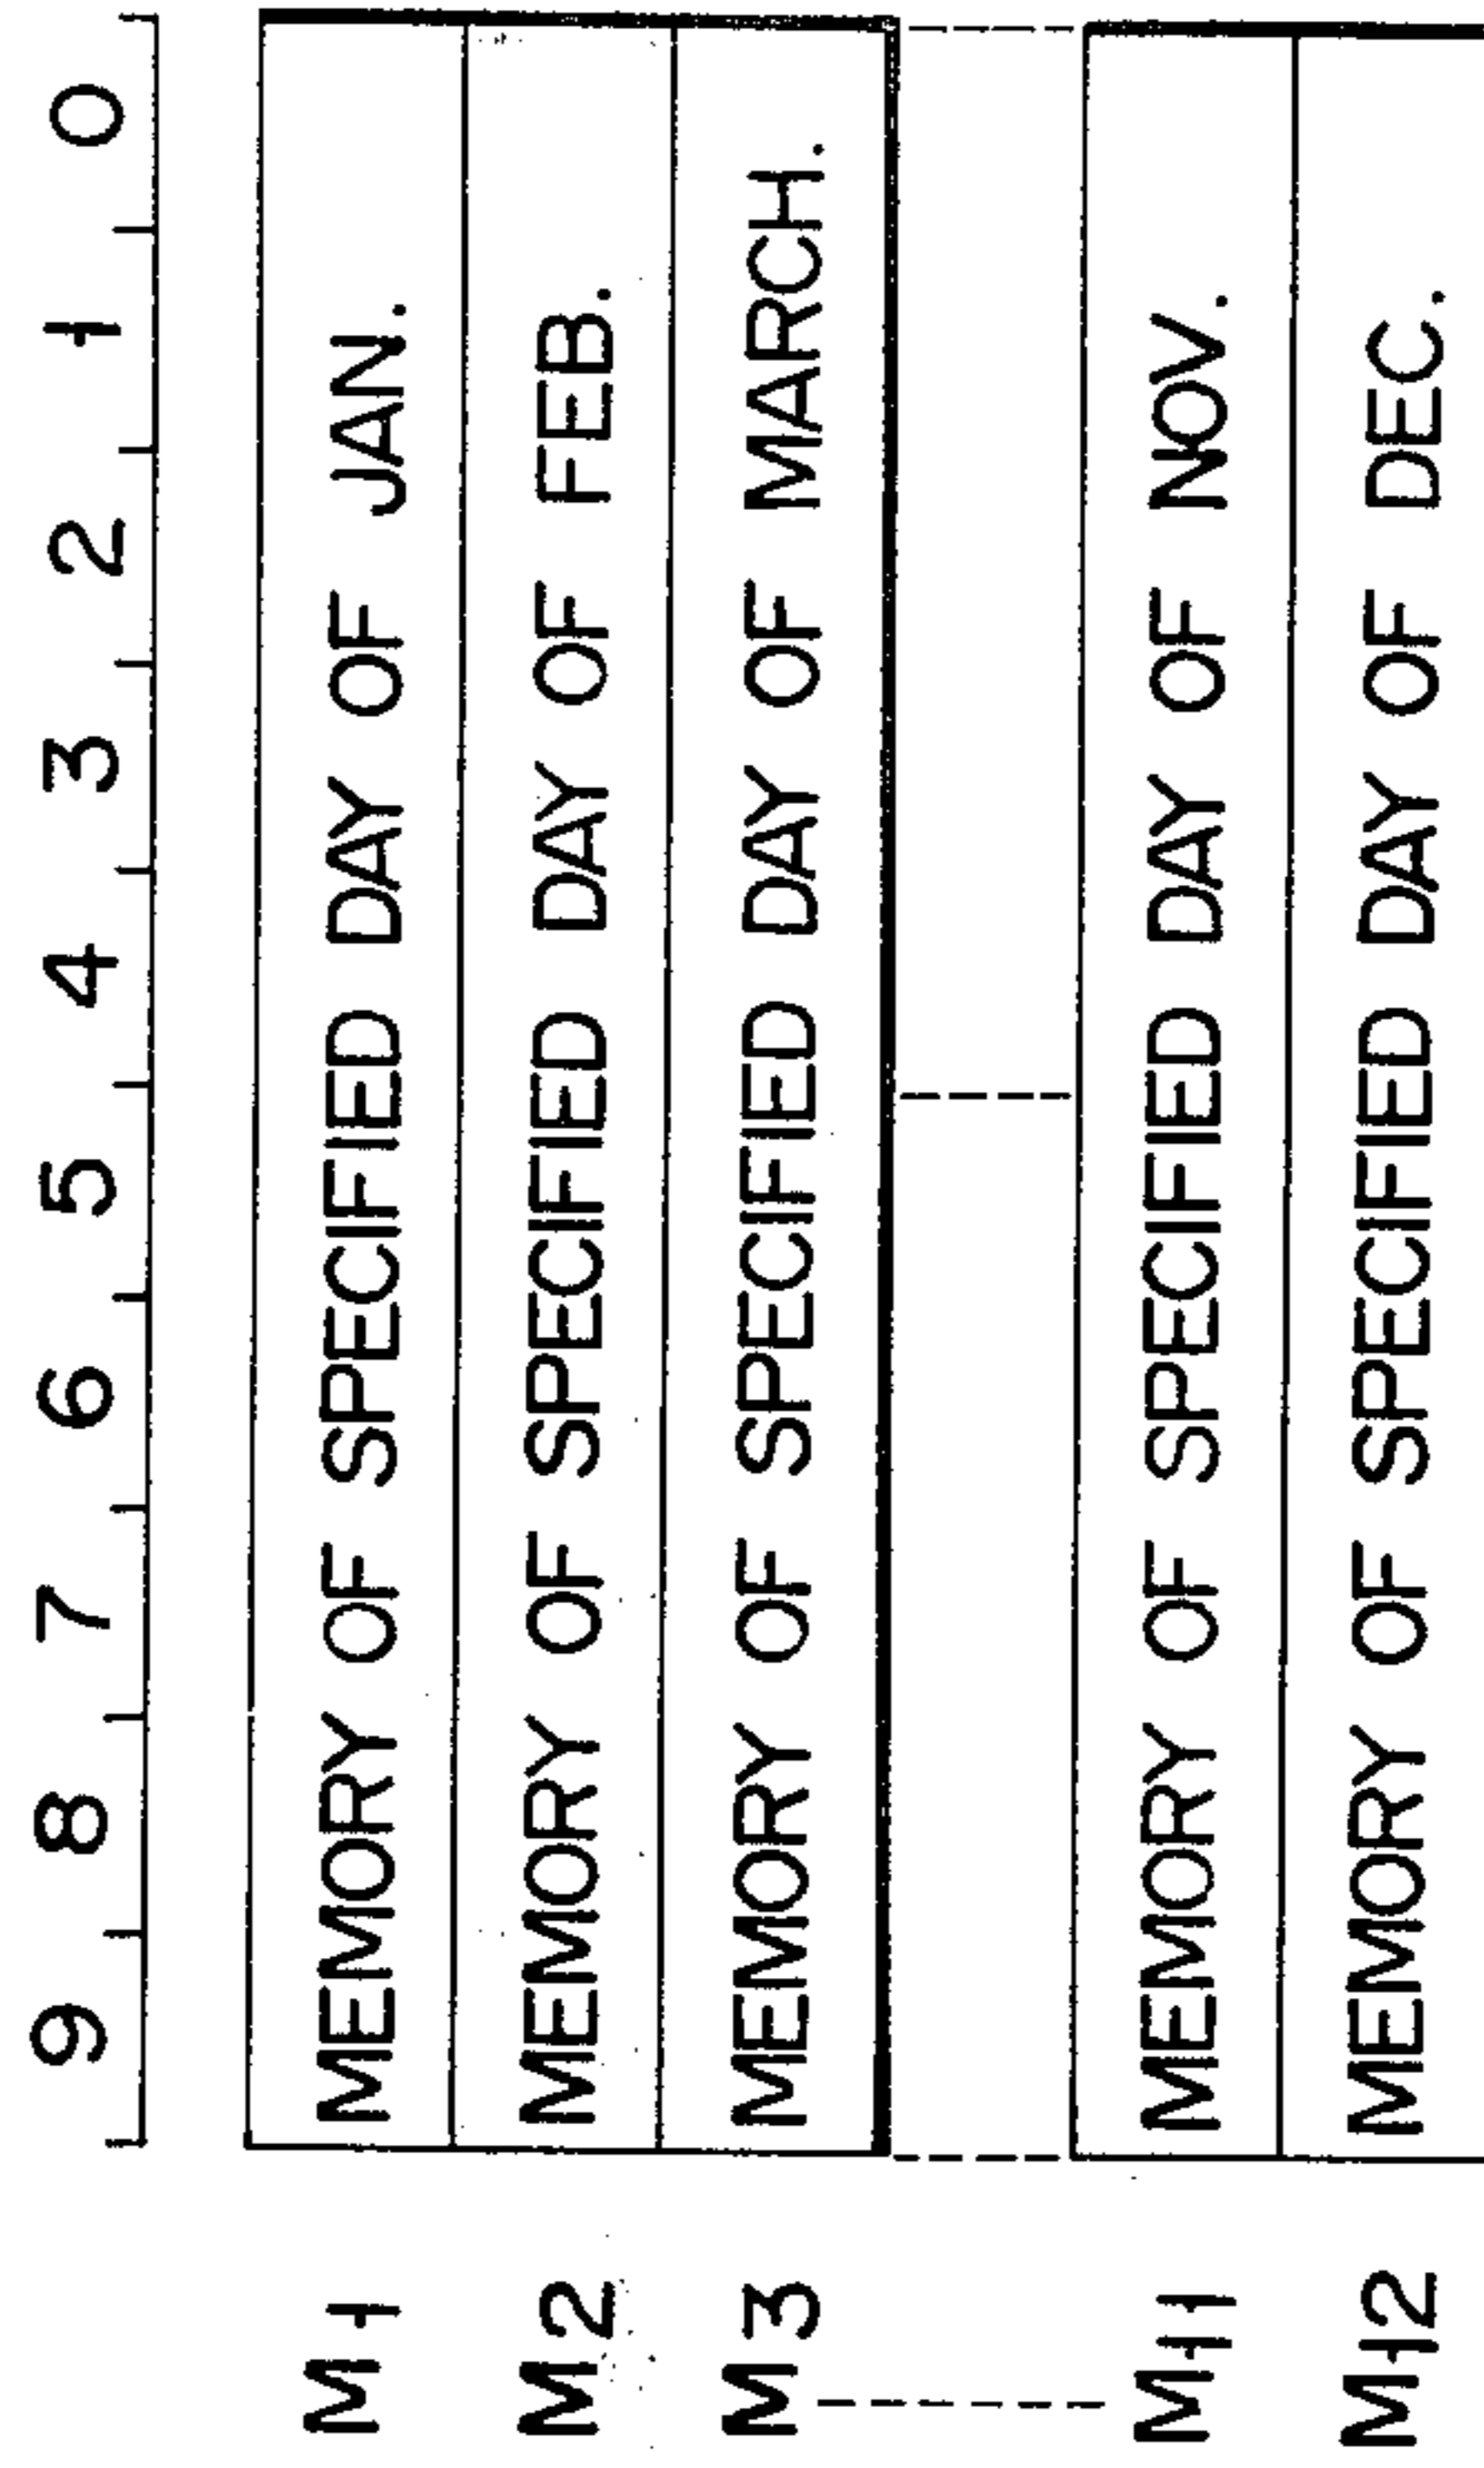 9 8 7 6 5 4 3 2 1 0
M1 MEMORY OF SPECIFIED DAY OF JAN.
M2 MEMORY OF SPECIFIED DAY OF FEB.
M3 MEMORY OF SPECIFIED DAY OF MARCH.
M11 MEMORY OF SPECIFIED DAY OF NOV.
M12 MEMORY OF SPECIFIED DAY OF DEC.